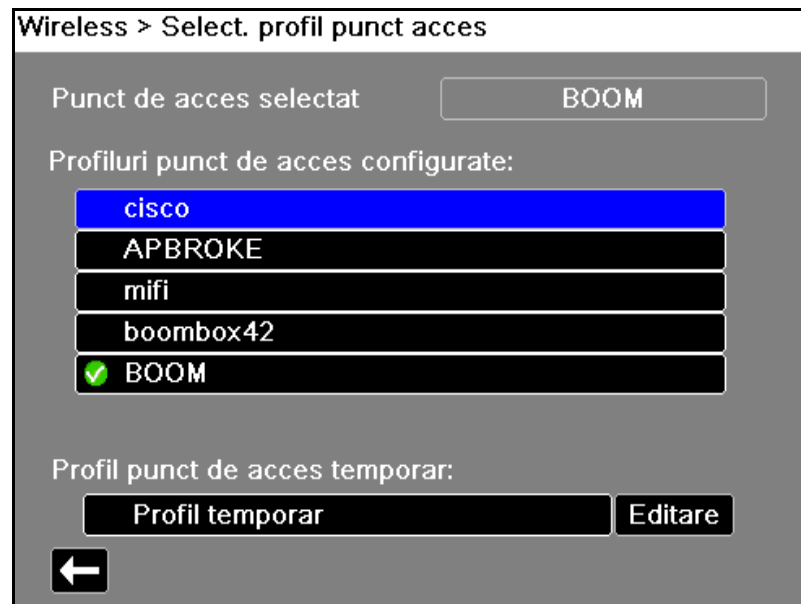 Wireless > Select. profil punct acces
Punct de acces selectat BOOM
Profiluri punct de acces configurate:
cisco
APBROKE
mifi
boombox42
BOOM
Profil punct de acces temporar:
Profil temporar Editare